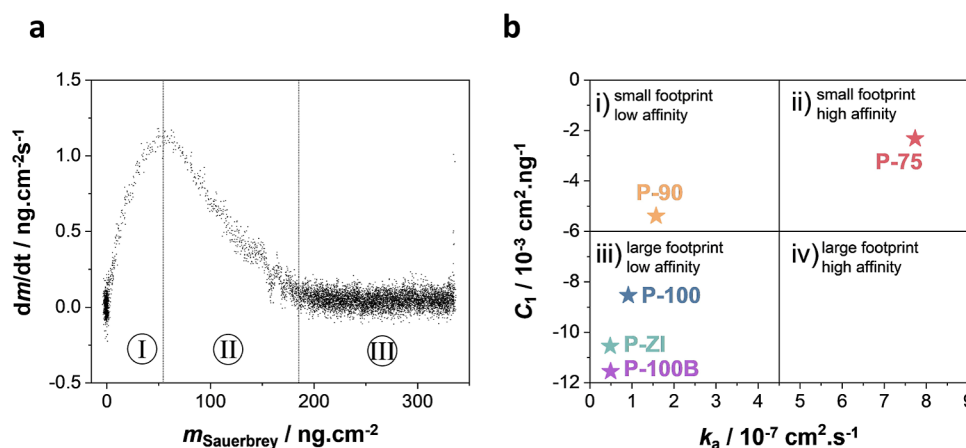 a
1.5
1.0
0.5
0.0
-0.5
0
100
200
300
dm/dt / ng.cm-2s-1
mSauerbrey / ng.cm-2
I
II
III
b
0
-2
-4
-6
-8
-10
-12
0
1
2
3
4
5
6
7
8
9
C1 / 10-3 cm2.ng-1
ka / 10-7 cm2.s-1
i) small footprint
low affinity
ii) small footprint
high affinity
P-75
P-90
iii) large footprint
low affinity
iv) large footprint
high affinity
P-100
P-ZI
P-100B